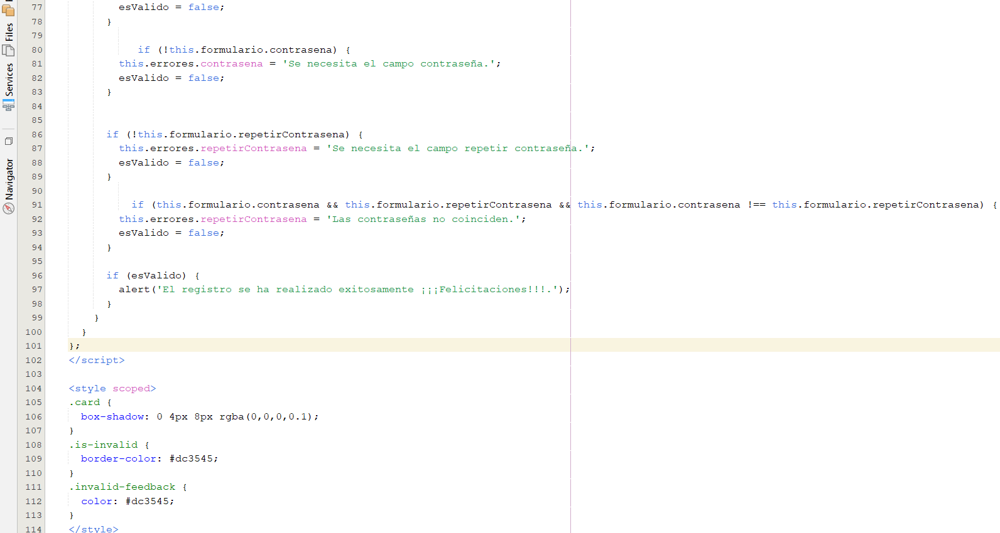 Files
Services
Navigator
77 esValido = false;
78 }
79
80 if (!this.formulario.contrasena) {
81 this.errores.contrasena = 'Se necesita el campo contraseña.';
82 esValido = false;
83 }
84
85
86 if (!this.formulario.repetirContrasena) {
87 this.errores.repetirContrasena = 'Se necesita el campo repetir contraseña.';
88 esValido = false;
89 }
90
91 if (this.formulario.contrasena && this.formulario.repetirContrasena && this.formulario.contrasena !== this.formulario.repetirContrasena) {
92 this.errores.repetirContrasena = 'Las contraseñas no coinciden.';
93 esValido = false;
94 }
95
96 if (esValido) {
97 alert('El registro se ha realizado exitosamente ¡¡¡Felicitaciones!!!.');
98 }
99 }
100 }
101 };
102 </script>
103
104 <style scoped>
105 .card {
106 box-shadow: 0 4px 8px rgba(0,0,0,0.1);
107 }
108 .is-invalid {
109 border-color: #dc3545;
110 }
111 .invalid-feedback {
112 color: #dc3545;
113 }
114 </style>